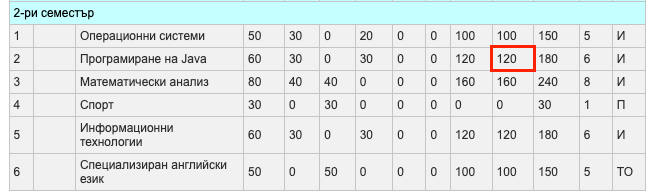 2-ри семестър
1 Операционни системи 50 30 0 20 0 0 100 100 150 5 И
2 Програмиране на Java 60 30 0 30 0 0 120 120 180 6 И
3 Математически анализ 80 40 40 0 0 0 160 160 240 8 И
4 Спорт 30 0 30 0 0 0 0 0 30 1 П
5 Информационни
технологии 60 30 0 30 0 0 120 120 180 6 И
6 Специализиран английски
език 50 0 50 0 0 0 100 100 150 5 ТО